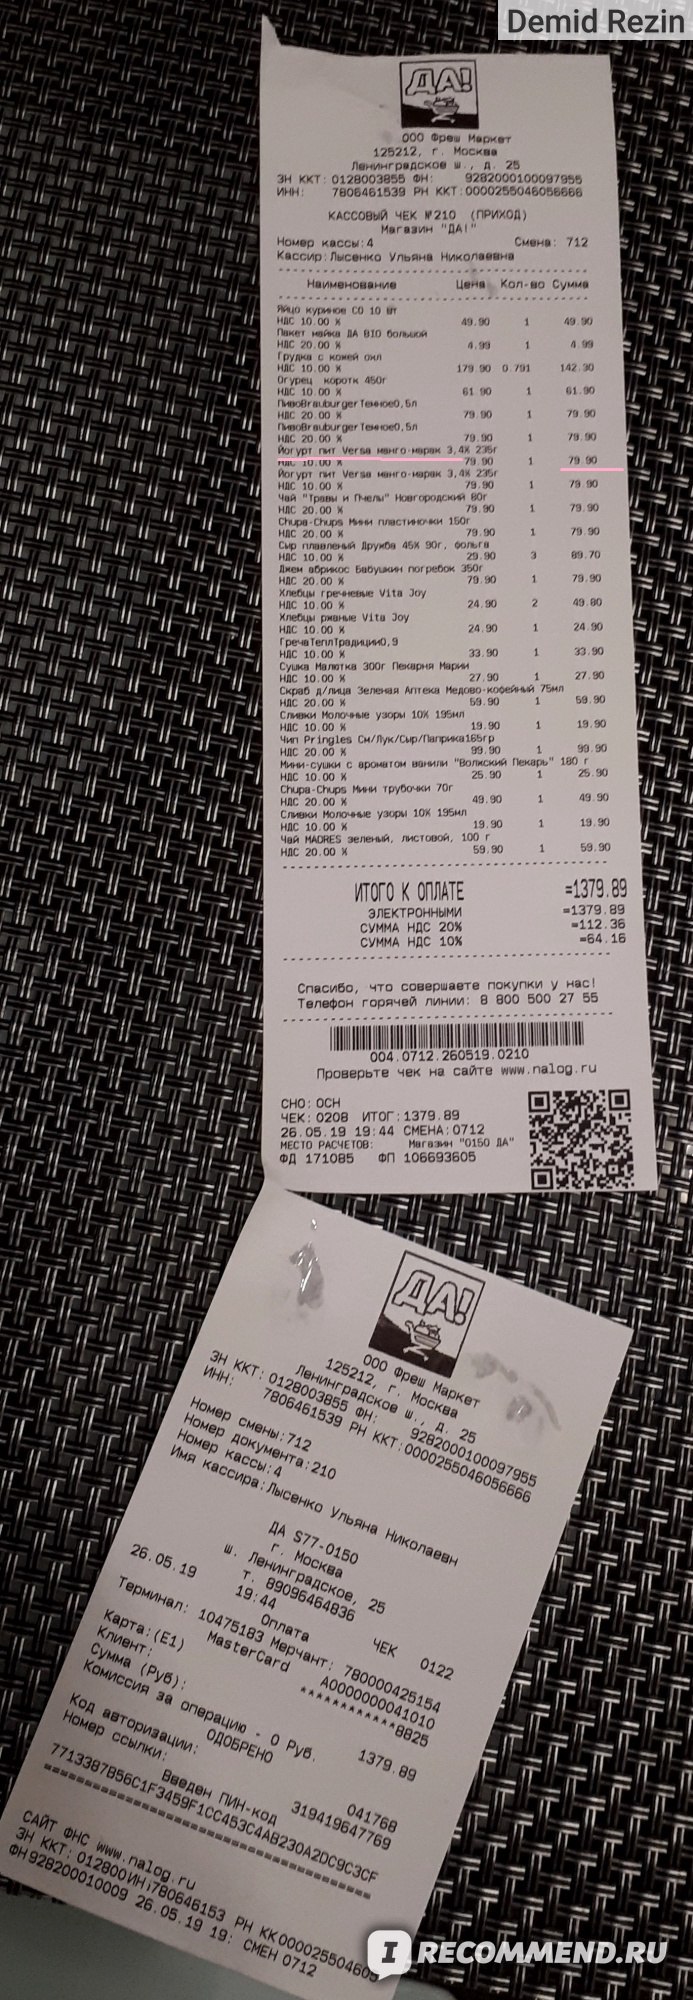 Demid Rezin
ДА!
ООО Фреш Маркет
125212, г. Москва
Ленинградское ш., д. 25
ЗН ККТ: 0128003855 ФН: 9282000100097955
ИНН: 7806461539 РН ККТ:0000255046056666
КАССОВЫЙ ЧЕК №210 (ПРИХОД)
Магазин "ДА!"
Номер кассы:4 Смена: 712
Кассир:Лысенко Ульяна Николаевна
Наименование Цена Кол-во Сумма
Яйцо куриное С0 10 шт
НДС 10.00 % 49.90 1 49.90
Пакет майка ДА BIO большой
НДС 20.00 % 4.99 1 4.99
Грудка с кожей охл
НДС 10.00 % 179.90 0.791 142.30
Огурец коротк 450г
НДС 10.00 % 61.90 1 61.90
ПивоBrauburgerТемное0,5л
НДС 20.00 % 79.90 1 79.90
ПивоBrauburgerТемное0,5л
НДС 20.00 % 79.90 1 79.90
Йогурт пит Versa манго-марак 3,4% 235г
НДС 10.00 % 79.90 1 79.90
Йогурт пит Versa манго-марак 3,4% 235г
НДС 10.00 % 79.90 1 79.90
Чай "Травы и Пчелы" Новгородский 80г
НДС 20.00 % 79.90 1 79.90
Chupa-Chups Мини пластиночки 150г
НДС 20.00 % 79.90 1 79.90
Сыр плавленый Дружба 45% 90г, фольга
НДС 10.00 % 29.90 3 89.70
Джем абрикос Бабушкин погребок 350г
НДС 20.00 % 79.90 1 79.90
Хлебцы гречневые Vita Joy
НДС 10.00 % 24.90 2 49.80
Хлебцы ржаные Vita Joy
НДС 10.00 % 24.90 1 24.90
ГречаТеплТрадиции0,9
НДС 10.00 % 33.90 1 33.90
Сушка Малютка 300г Пекарня Марии
НДС 10.00 % 27.90 1 27.90
Скраб д/лица Зеленая Аптека Медово-кофейный 75мл
НДС 20.00 % 59.90 1 59.90
Сливки Молочные узоры 10% 195мл
НДС 10.00 % 19.90 1 19.90
Чип Pringles См/Лук/Сыр/Паприка165гр
НДС 20.00 % 99.90 1 99.90
Мини-сушки с ароматом ванили "Волжский Пекарь" 180 г
НДС 10.00 % 25.90 1 25.90
Chupa-Chups Мини трубочки 70г
НДС 20.00 % 49.90 1 49.90
Сливки Молочные узоры 10% 195мл
НДС 10.00 % 19.90 1 19.90
Чай MADRES зеленый, листовой, 100 г
НДС 20.00 % 59.90 1 59.90
ИТОГО К ОПЛАТЕ =1379.89
ЭЛЕКТРОННЫМИ =1379.89
СУММА НДС 20% =112.36
СУММА НДС 10% =64.16
Спасибо, что совершаете покупки у нас!
Телефон горячей линии: 8 800 500 27 55
004.0712.260519.0210
Проверьте чек на сайте www.nalog.ru
СНО: ОСН
ЧЕК: 0208 ИТОГ:1379.89
26.05.19 19:44 СМЕНА:0712
МЕСТО РАСЧЕТОВ: Магазин "0150 ДА"
ФД 171085 ФП 106693605
ДА!
ООО Фреш Маркет
125212, г. Москва
Ленинградское ш., д. 25
ЗН ККТ: 0128003855 ФН: 9282000100097955
ИНН: 7806461539 РН ККТ:0000255046056666
Номер смены:712
Номер документа:210
Номер кассы:4
Имя кассира:Лысенко Ульяна Николаевн
ДА S77-0150
г. Москва
ш. Ленинградское, 25
т. 89096464836
26.05.19 19:44 ЧЕК 0122
Оплата
Терминал: 10475183 Мерчант: 780000425154
MasterCard A0000000041010
Карта:(E1) ************8825
Клиент:
Сумма (Руб): 1379.89
Комиссия за операцию - 0 Руб.
ОДОБРЕНО
Код авторизации: 041768
Номер ссылки: 319419647769
Введен ПИН-код
7713387B56C1F3459F1CC453C4AB230A2DC9C3CF
САЙТ ФНС www.nalog.ru
ЗН ККТ: 012800ИН:780646153 РН КК000025504605
ФН928200010009 26.05.19 19: СМЕН 0712
IRECOMMEND.RU